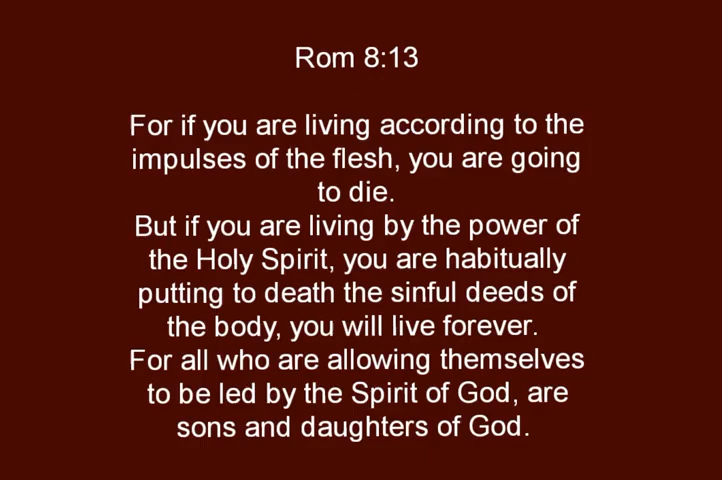 Rom 8:13
For if you are living according to the
impulses of the flesh, you are going
to die.
But if you are living by the power of
the Holy Spirit, you are habitually
putting to death the sinful deeds of
the body, you will live forever.
For all who are allowing themselves
to be led by the Spirit of God, are
sons and daughters of God.